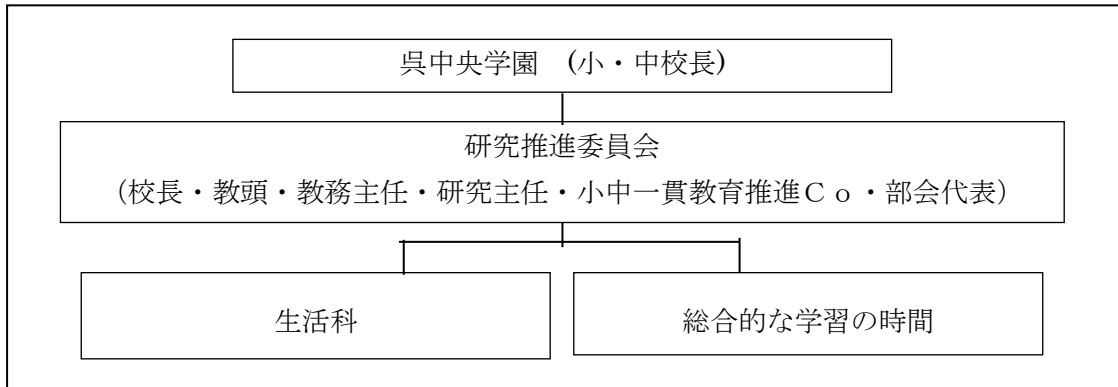 呉中央学園　(小・中校長)
研究推進委員会
（校長・教頭・教務主任・研究主任・小中一貫教育推進Ｃｏ・部会代表）
生活科
総合的な学習の時間